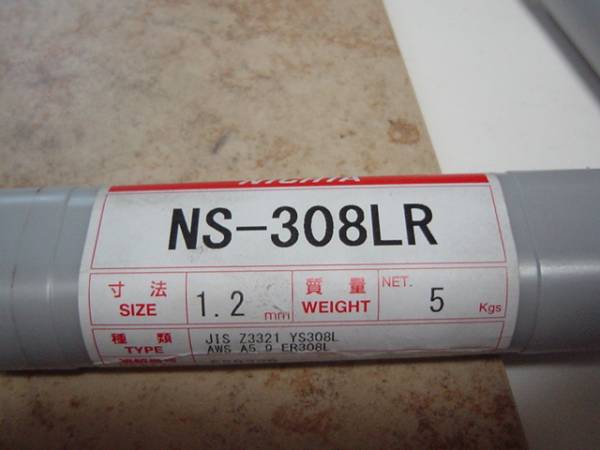 NICHIA
NS-308LR
寸法 1.2 mm 質量 NET. 5 Kgs
SIZE WEIGHT
種類 JIS Z3321 YS308L
TYPE AWS A5.9 ER308L